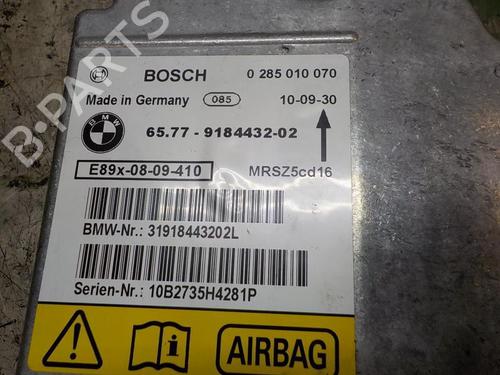 BOSCH 0 285 010 070
Made in Germany 085 10-09-30
BMW
65.77 - 9184432-02
E89x-08-09-410 MRSZ5cd16
BMW-Nr.: 31918443202L
Serien-Nr.: 10B2735H4281P
AIRBAG
B-PARTS